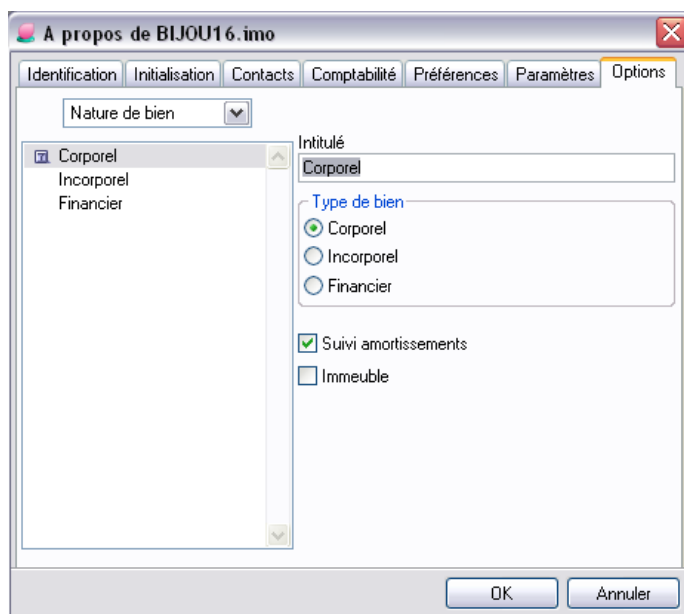 A propos de BIJOU16.imo
Identification Initialisation Contacts Comptabilité Préférences Paramètres Options
Nature de bien
Corporel
Incorporel
Financier
Intitulé
Corporel
Type de bien
Corporel
Incorporel
Financier
Suivi amortissements
Immeuble
OK Annuler